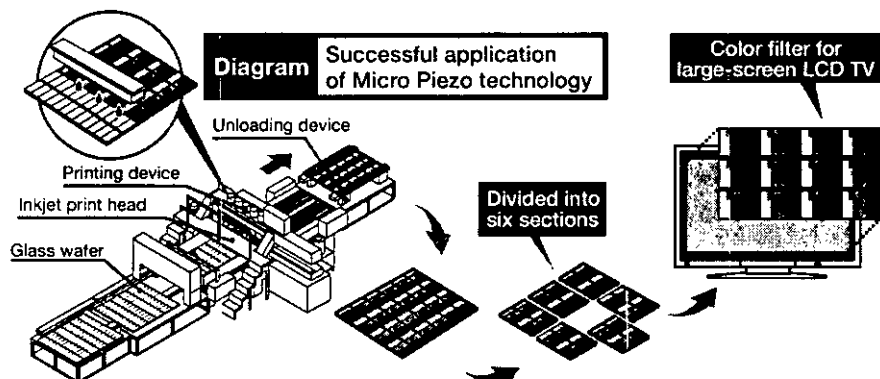 Diagram
Successful application
of Micro Piezo technology
Color filter for
large-screen LCD TV
Unloading device
Printing device
Inkjet print head
Glass wafer
Divided into
six sections